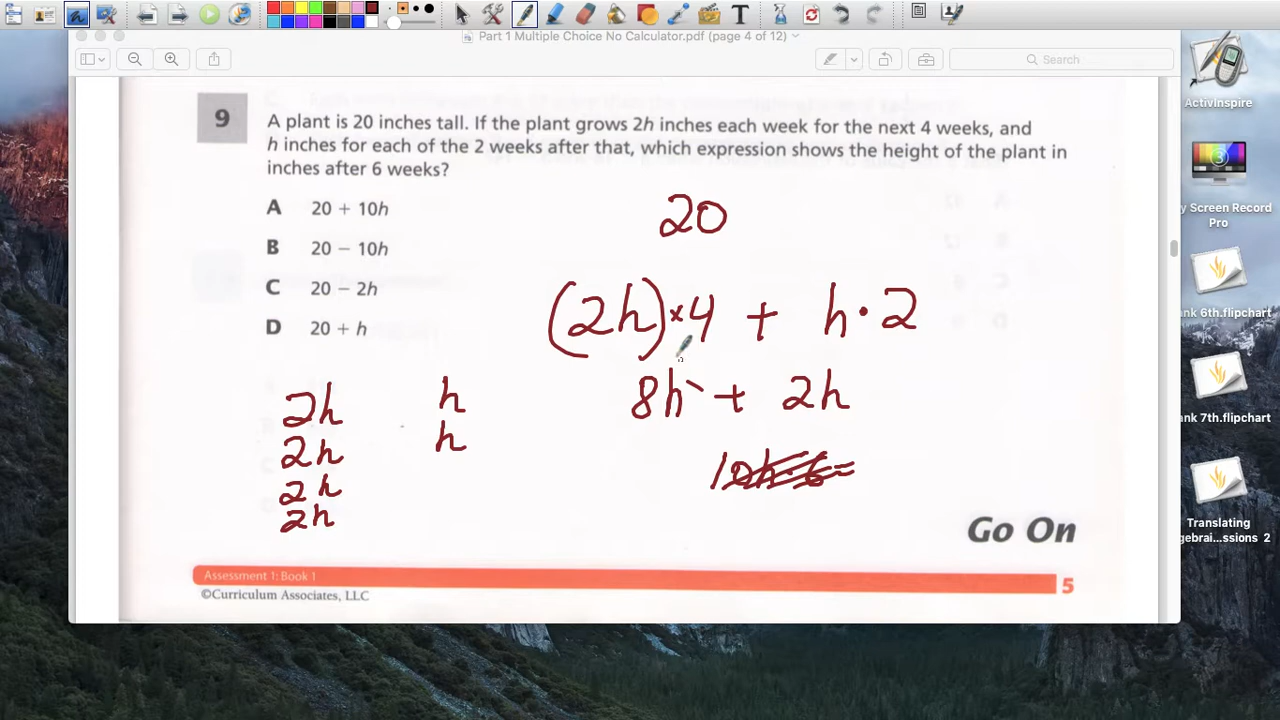 Part 1 Multiple Choice No Calculator.pdf (page 4 of 12)
Search
ActivInspire
9
A plant is 20 inches tall. If the plant grows 2h inches each week for the next 4 weeks, and
h inches for each of the 2 weeks after that, which expression shows the height of the plant in
inches after 6 weeks?
A 20 + 10h
B 20 − 10h
C 20 − 2h
D 20 + h
20
(2h)×4 + h·2
8h + 2h
2h h
2h h
2h
2h
Go On
Assessment 1: Book 1
5
©Curriculum Associates, LLC
3
y Screen Record
Pro
nk 6th.flipchart
nk 7th.flipchart
Translating
gebrai...ssions 2